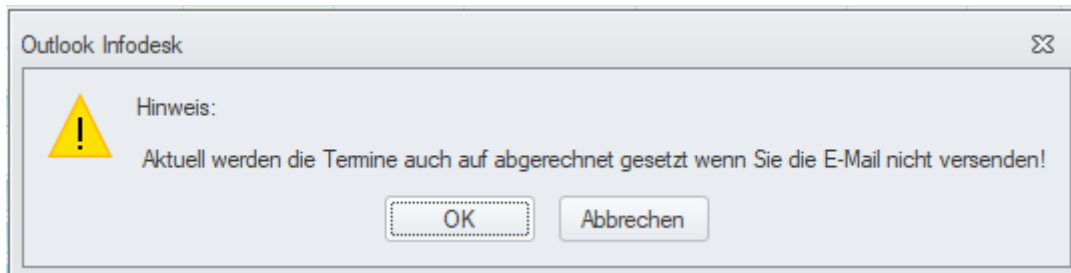 Outlook Infodesk
Hinweis:
Aktuell werden die Termine auch auf abgerechnet gesetzt wenn Sie die E-Mail nicht versenden!
OK
Abbrechen